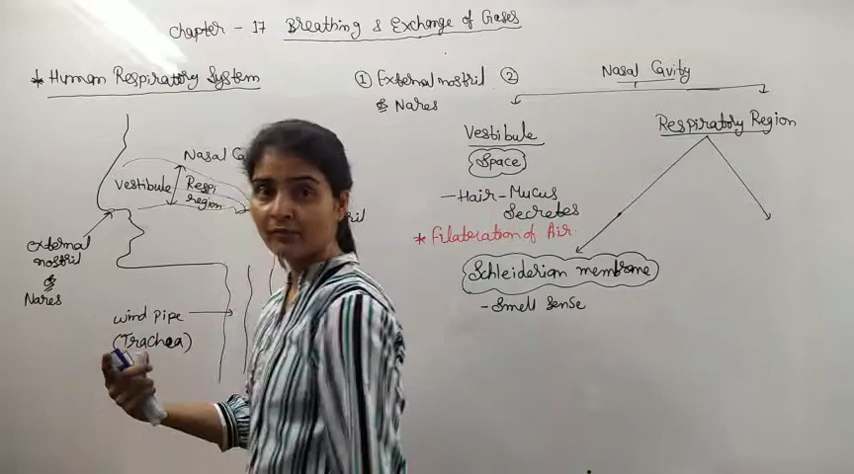 Chapter - 17 Breathing & Exchange of Gases
* Human Respiratory System
Nasal
Vestibule
Respi
region
external
nostril
&
Nares
Wind pipe
(Trachea)
① External nostril
& Nares
② Nasal Cavity
Vestibule
Space
- Hair - Mucus
Secretes
* Filateration of Air
Respiratory Region
Schleiderian membrane
- Smell Sense